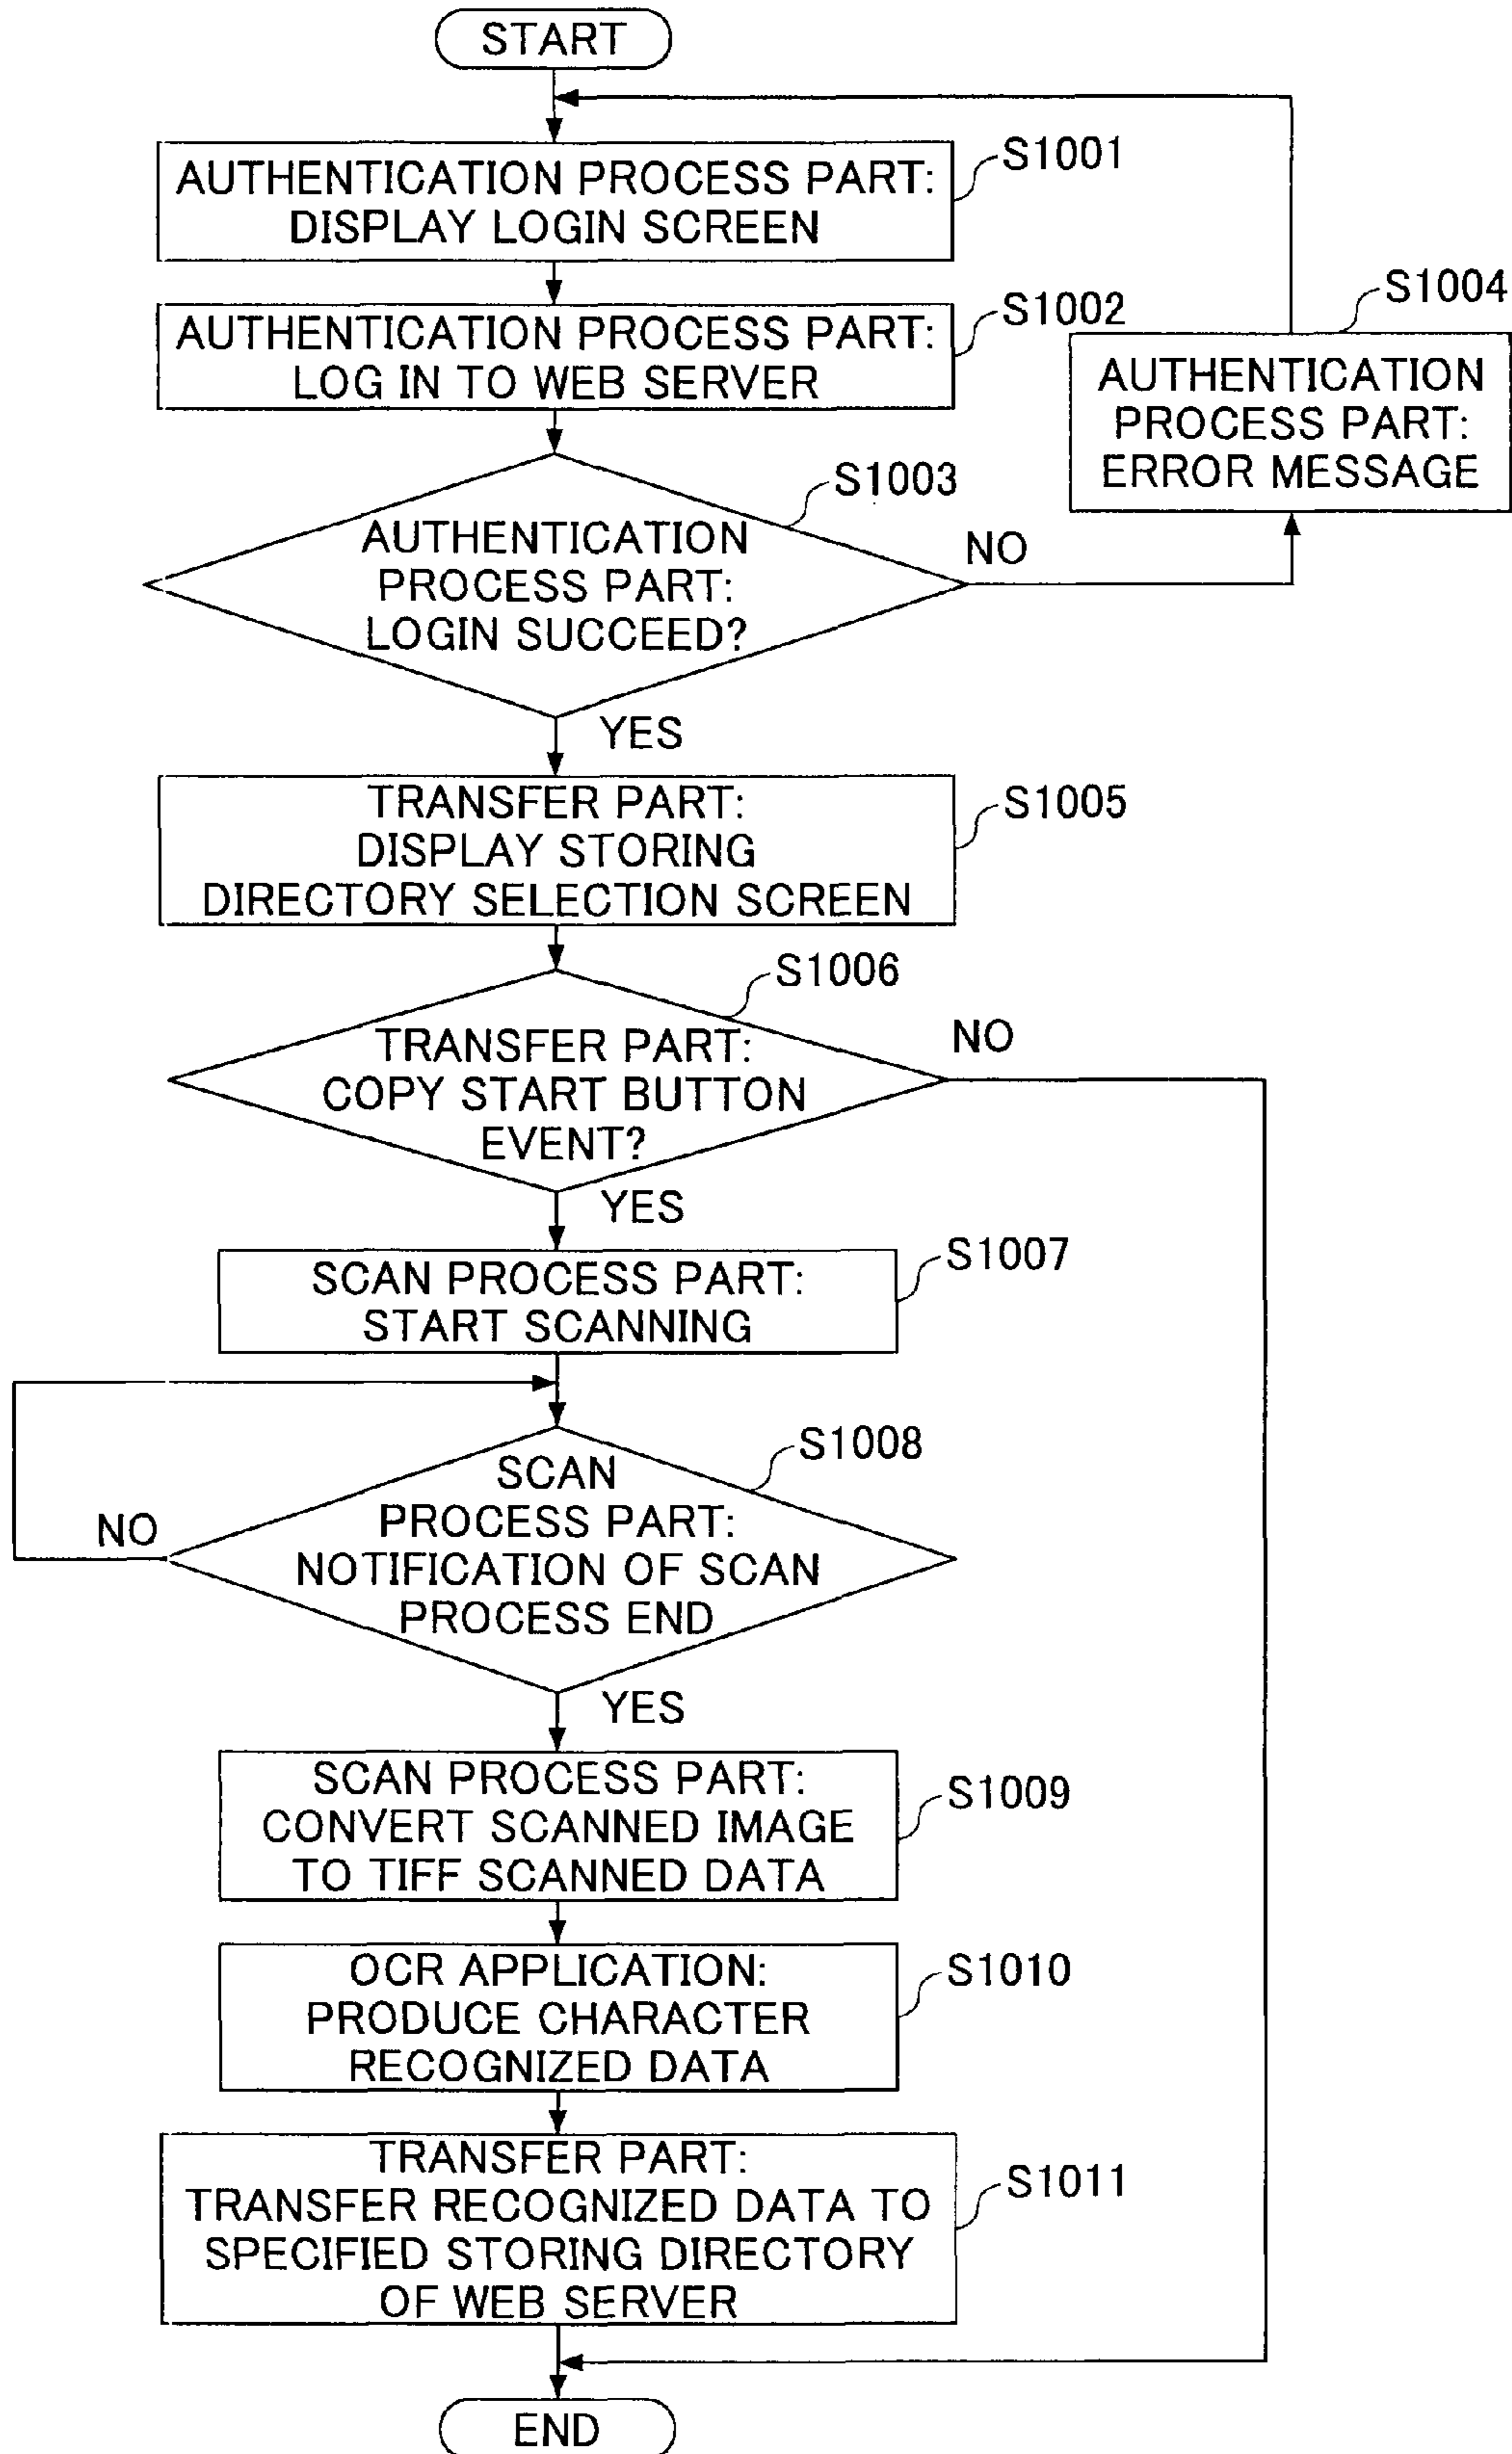 START
AUTHENTICATION PROCESS PART:
DISPLAY LOGIN SCREEN
S1001
AUTHENTICATION PROCESS PART:
LOG IN TO WEB SERVER
S1002
S1004
AUTHENTICATION
PROCESS PART:
ERROR MESSAGE
S1003
AUTHENTICATION
PROCESS PART:
LOGIN SUCCEED?
NO
YES
TRANSFER PART:
DISPLAY STORING
DIRECTORY SELECTION SCREEN
S1005
S1006
TRANSFER PART:
COPY START BUTTON
EVENT?
NO
YES
SCAN PROCESS PART:
START SCANNING
S1007
S1008
SCAN
PROCESS PART:
NOTIFICATION OF SCAN
PROCESS END
NO
YES
SCAN PROCESS PART:
CONVERT SCANNED IMAGE
TO TIFF SCANNED DATA
S1009
OCR APPLICATION:
PRODUCE CHARACTER
RECOGNIZED DATA
S1010
TRANSFER PART:
TRANSFER RECOGNIZED DATA TO
SPECIFIED STORING DIRECTORY
OF WEB SERVER
S1011
END